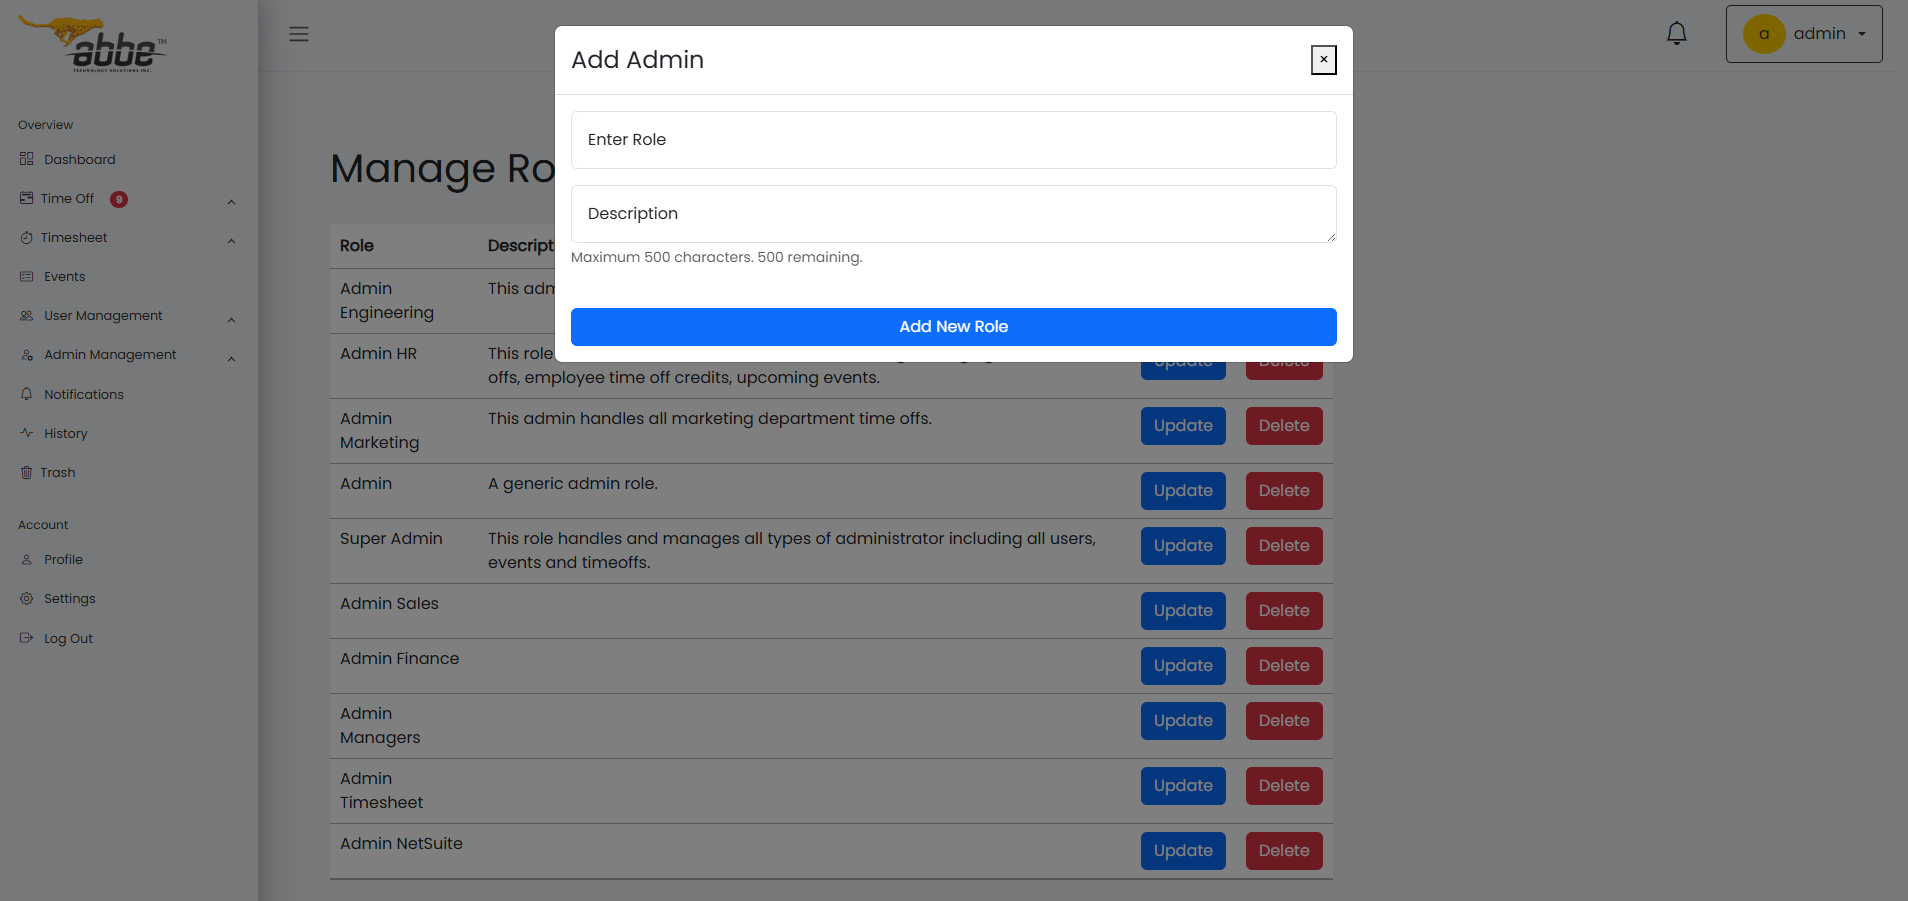 abbe™
TECHNOLOGY SOLUTIONS INC.
Overview
Dashboard
Time Off 9
Timesheet
Events
User Management
Admin Management
Notifications
History
Trash
Account
Profile
Settings
Log Out
a admin
Add Admin ×
Enter Role
Description
Maximum 500 characters. 500 remaining.
Add New Role
Manage Ro
Role Descript
Admin This adm
Engineering
Admin HR This role Update Delete
offs, employee time off credits, upcoming events.
Admin This admin handles all marketing department time offs. Update Delete
Marketing
Admin A generic admin role. Update Delete
Super Admin This role handles and manages all types of administrator including all users, Update Delete
events and timeoffs.
Admin Sales Update Delete
Admin Finance Update Delete
Admin Update Delete
Managers
Admin Update Delete
Timesheet
Admin NetSuite Update Delete